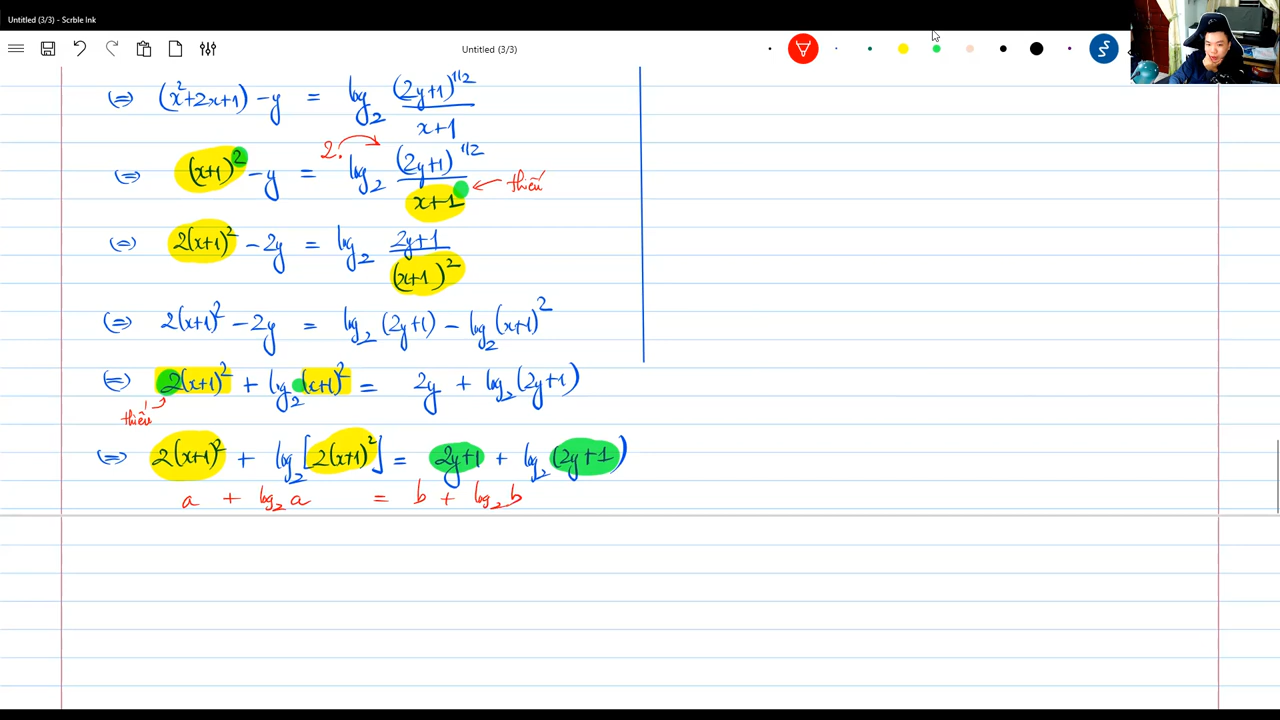 Untitled (3/3) - Scrble Ink
Untitled (3/3)
⇔ (x²+2x+1) - y = log₂ (2y+1)^1/2 / x+1
⇔ (x+1)² - y = 2. log₂ (2y+1)^1/2 / x+1 ← thiếu
⇔ 2(x+1)² - 2y = log₂ 2y+1 / (x+1)²
⇔ 2(x+1)² - 2y = log₂ (2y+1) - log₂ (x+1)²
⇔ 2(x+1)² + log₂ (x+1)² = 2y + log₂ (2y+1)
thiếu
⇔ 2(x+1)² + log₂ [2(x+1)²] = 2y+1 + log₂ (2y+1)
a + log₂ a = b + log₂ b